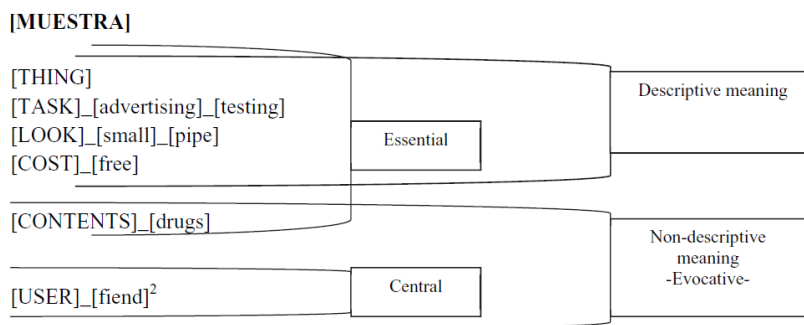 [MUESTRA]
[THING]
[TASK]_[advertising]_[testing]
[LOOK]_[small]_[pipe]
[COST]_[free]
Descriptive meaning
Essential
[CONTENTS]_[drugs]
Non-descriptive
meaning
-Evocative-
Central
[USER]_[fiend]2